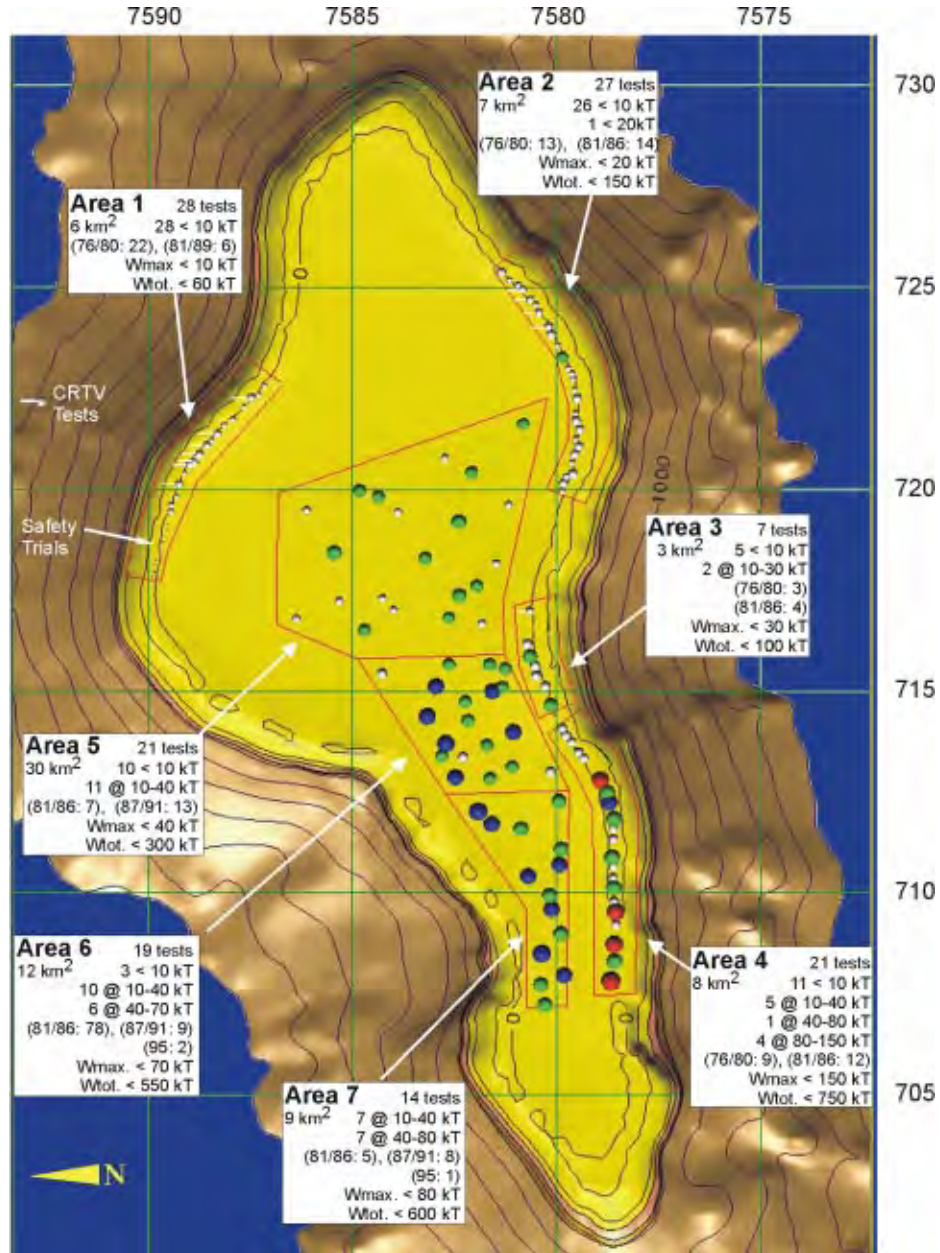 7590 7585 7580 7575
730
725
720
715
710
705
Area 2 27 tests
7 km2 26 < 10 kT
1 < 20kT
(76/80: 13), (81/86: 14)
Wmax. < 20 kT
Wtot. < 150 kT
Area 1 28 tests
6 km2 28 < 10 kT
(76/80: 22), (81/89: 6)
Wmax < 10 kT
Wtot. < 60 kT
0
CRTV
Tests
Safety
Trials
-1000
Area 3 7 tests
3 km2 5 < 10 kT
2 @ 10-30 kT
(76/80: 3)
(81/86: 4)
Wmax. < 30 kT
Wtot. < 100 kT
Area 5 21 tests
30 km2 10 < 10 kT
11 @ 10-40 kT
(81/86: 7), (87/91: 13)
Wmax < 40 kT
Wtot. < 300 kT
Area 6 19 tests
12 km2 3 < 10 kT
10 @ 10-40 kT
6 @ 40-70 kT
(81/86: 78), (87/91: 9)
(95: 2)
Wmax. < 70 kT
Wtot. < 550 kT
Area 4 21 tests
8 km2 11 < 10 kT
5 @ 10-40 kT
1 @ 40-80 kT
4 @ 80-150 kT
(76/80: 9), (81/86: 12)
Wmax < 150 kT
Wtot. < 750 kT
0
0
Area 7 14 tests
9 km2 7 @ 10-40 kT
7 @ 40-80 kT
(81/86: 5), (87/91: 8)
(95: 1)
Wmax. < 80 kT
Wtot. < 600 kT
N